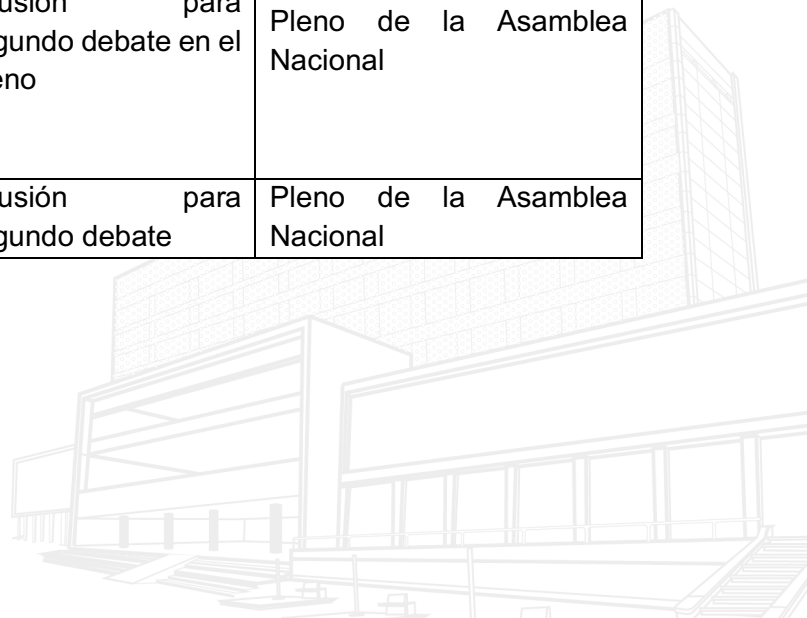 usión para
gundo debate en el
eno
Pleno de la Asamblea
Nacional
usión para
gundo debate
Pleno de la Asamblea
Nacional